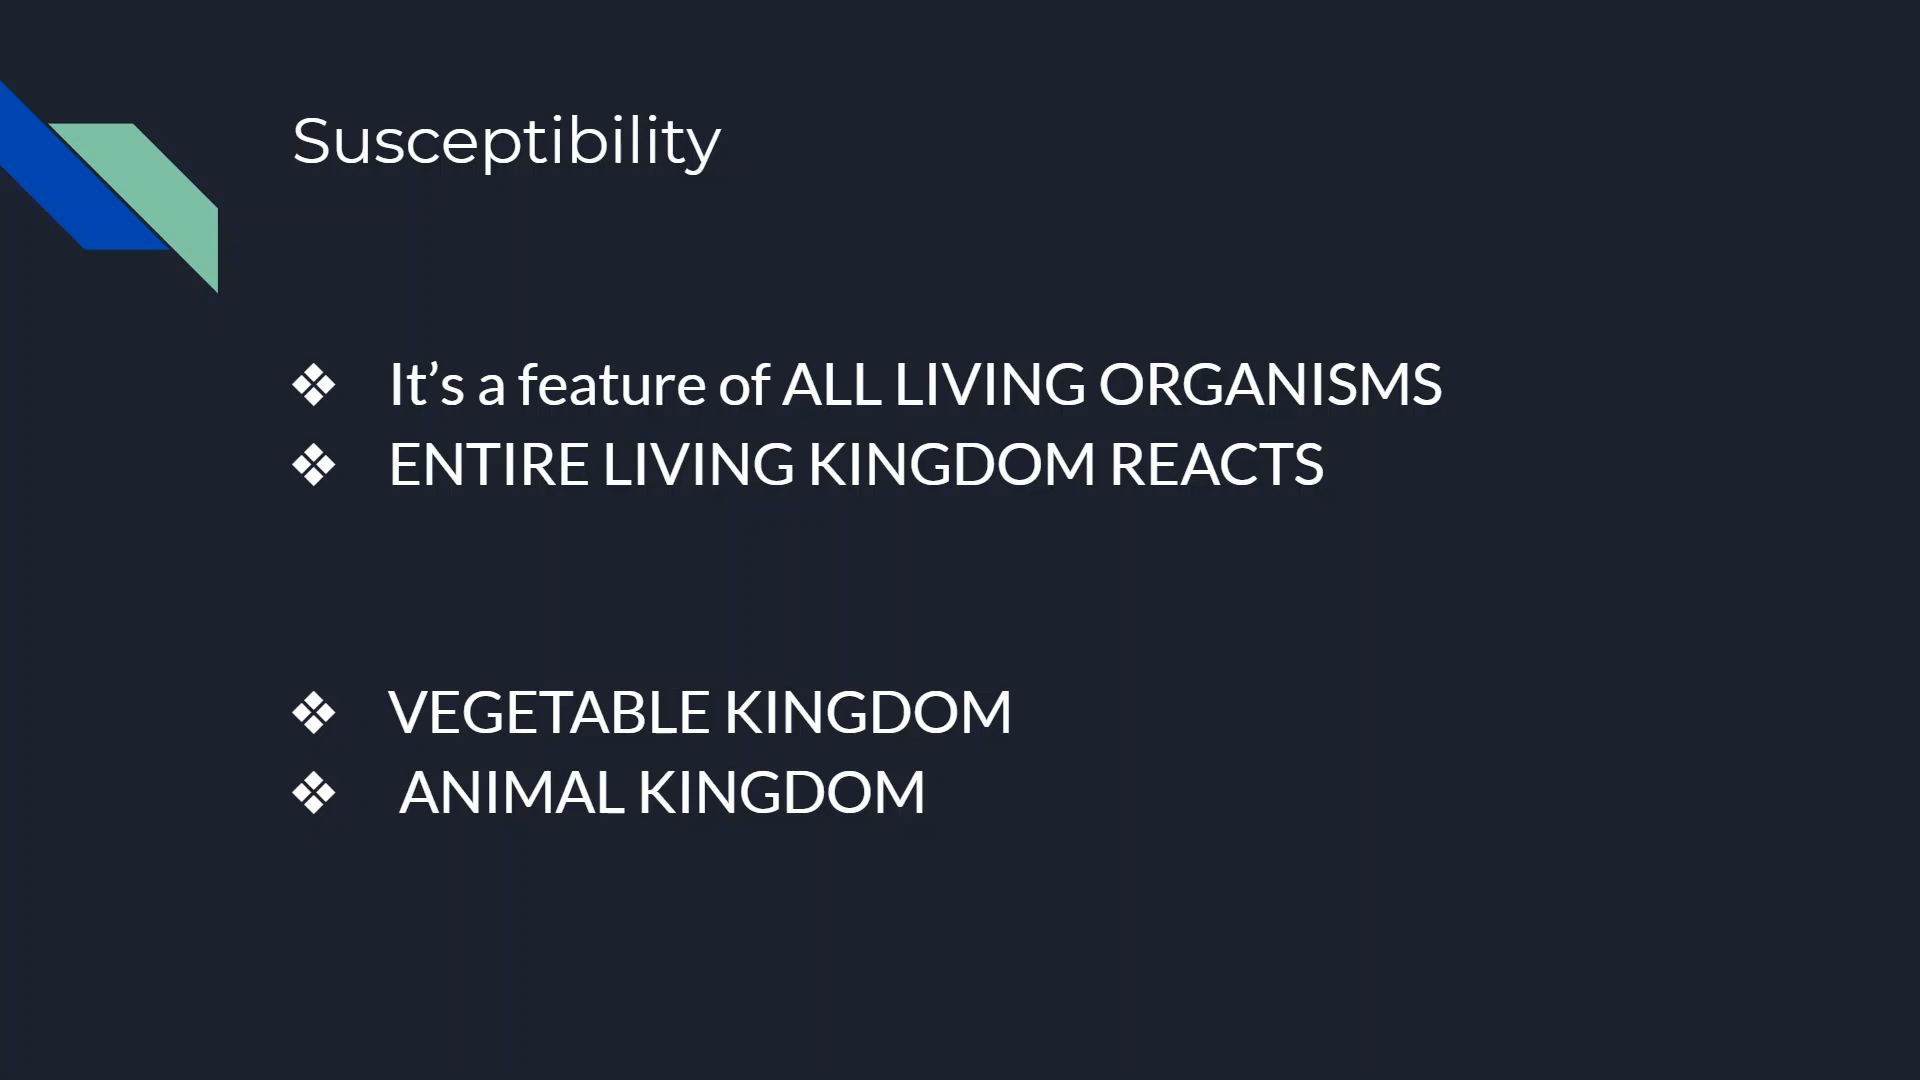 Susceptibility
❖ It’s a feature of ALL LIVING ORGANISMS
❖ ENTIRE LIVING KINGDOM REACTS
❖ VEGETABLE KINGDOM
❖ ANIMAL KINGDOM